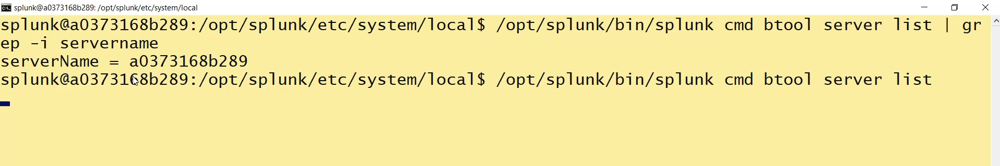 splunk@a0373168b289: /opt/splunk/etc/system/local
splunk@a0373168b289:/opt/splunk/etc/system/local$ /opt/splunk/bin/splunk cmd btool server list | gr
ep -i servername
serverName = a0373168b289
splunk@a0373168b289:/opt/splunk/etc/system/local$ /opt/splunk/bin/splunk cmd btool server list